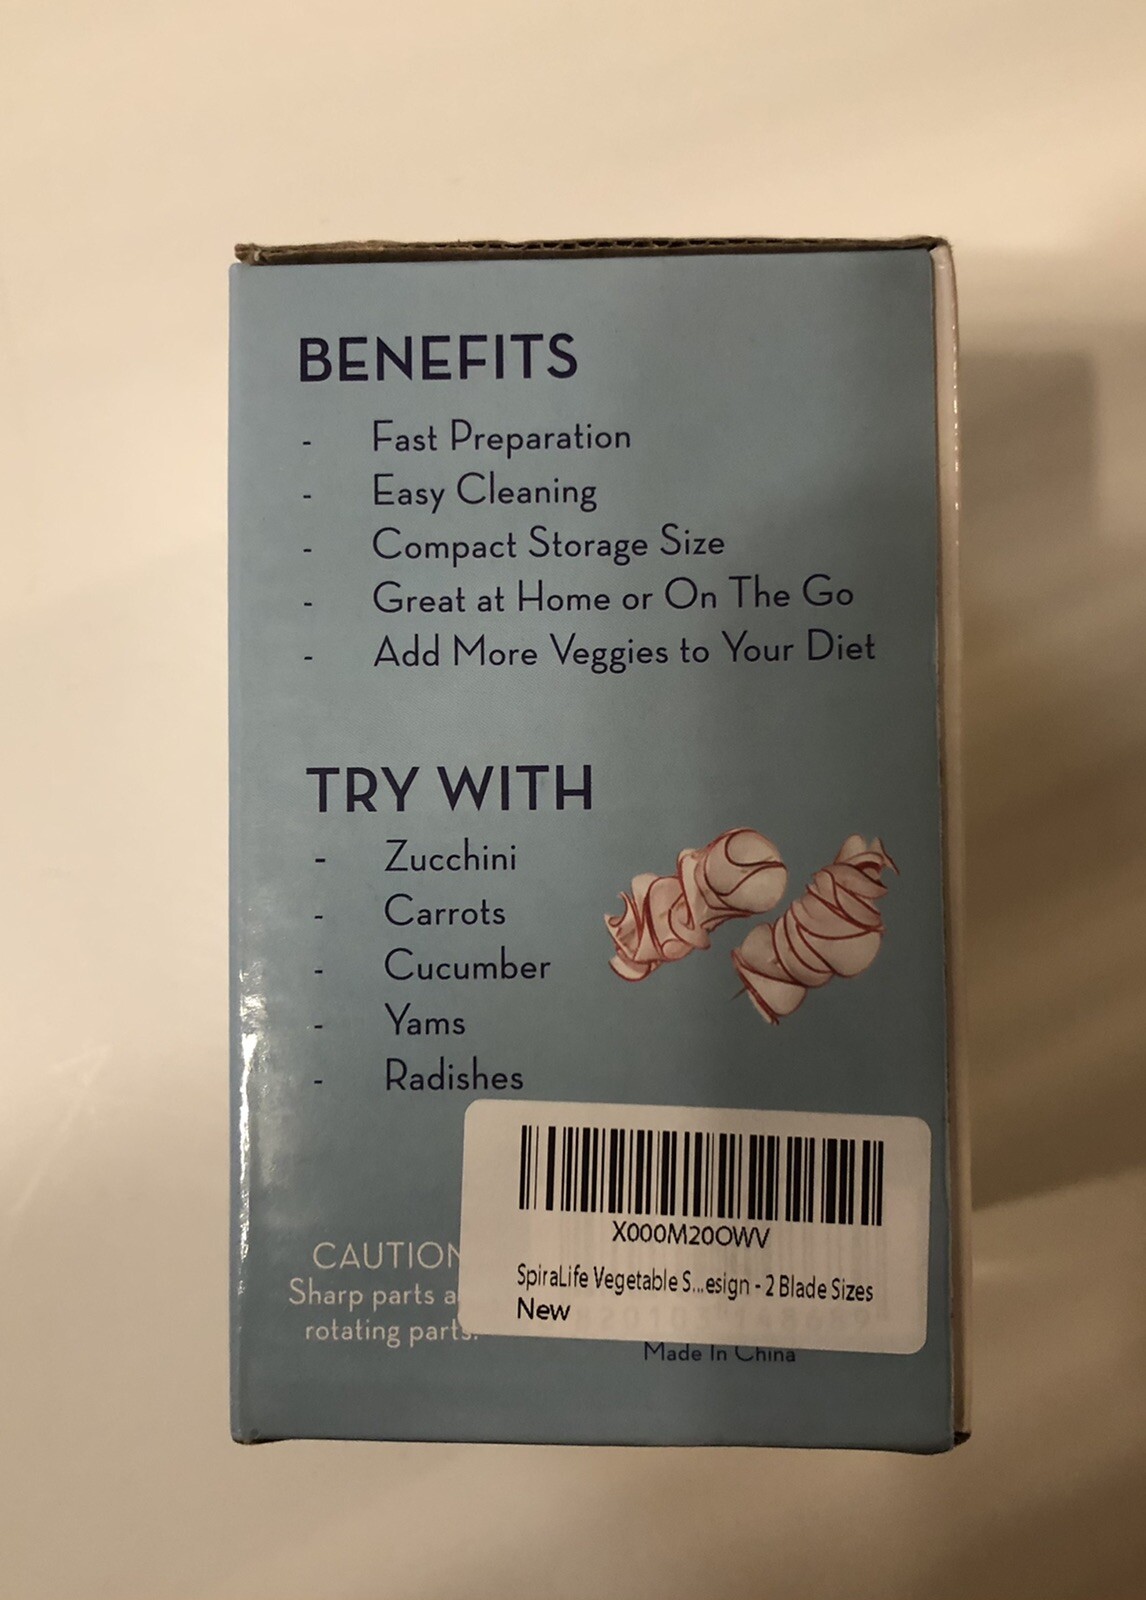 BENEFITS
- Fast Preparation
- Easy Cleaning
- Compact Storage Size
- Great at Home or On The Go
- Add More Veggies to Your Diet
TRY WITH
- Zucchini
- Carrots
- Cucumber
- Yams
- Radishes
CAUTION
Sharp parts a
rotating parts.
X000M20OWV
SpiraLife Vegetable S...esign - 2 Blade Sizes
New
Made In China